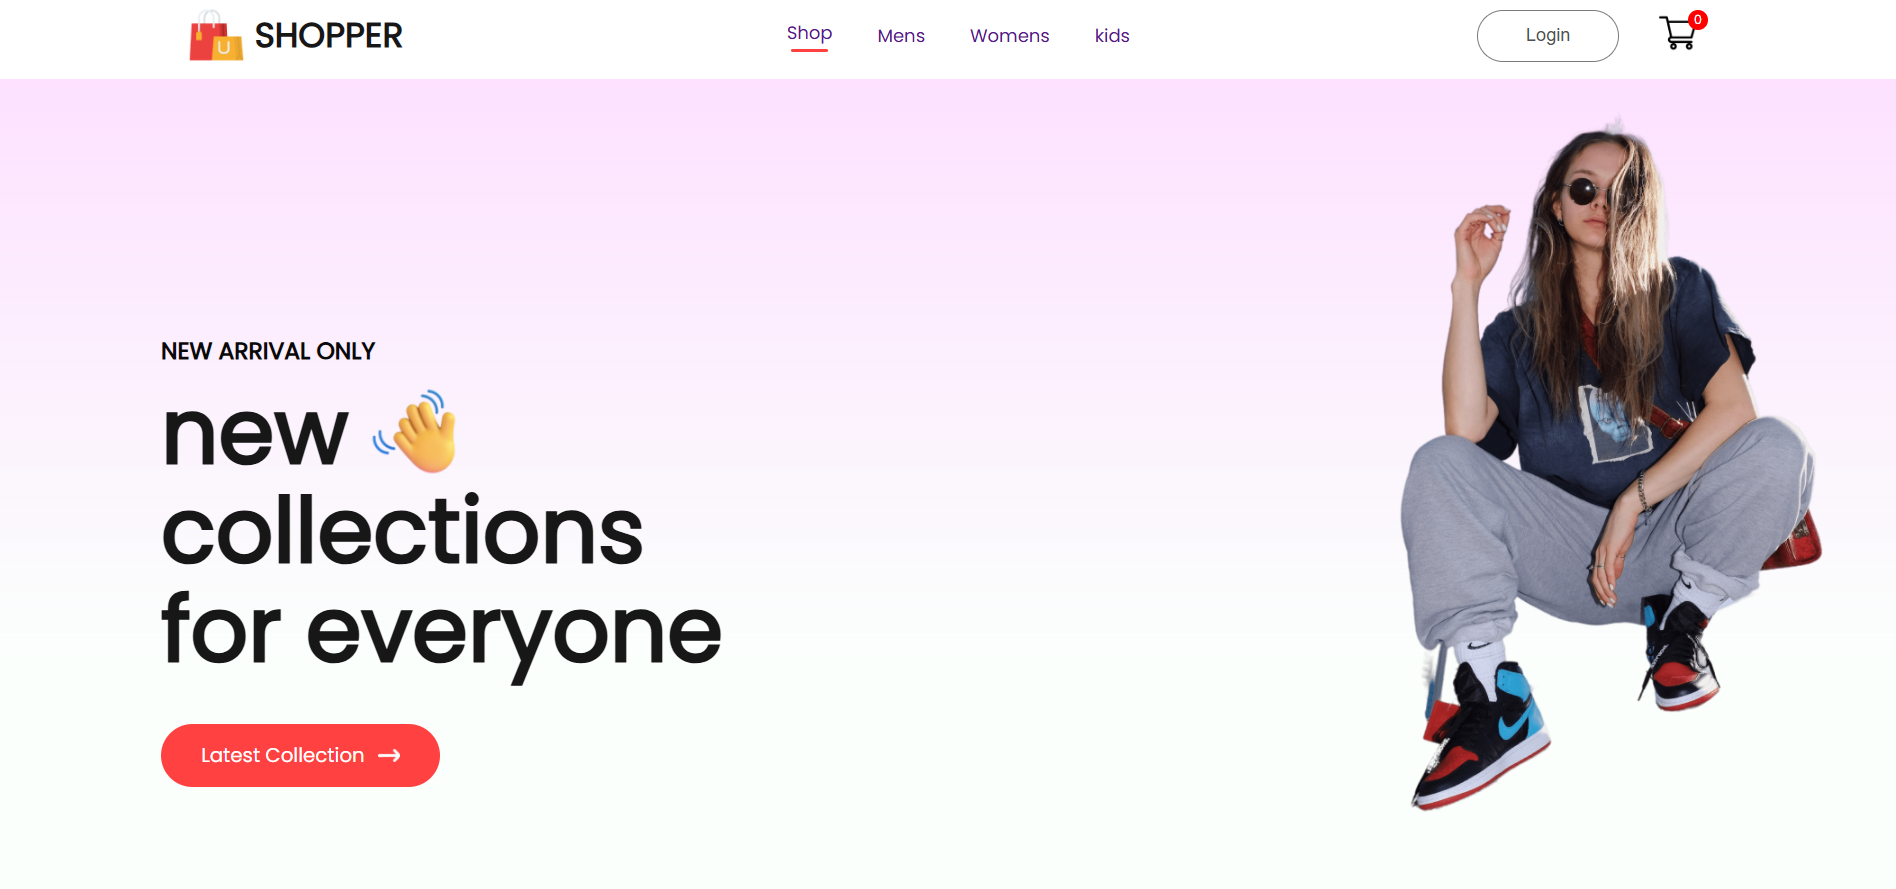 SHOPPER
Shop
Mens
Womens
kids
Login
0
NEW ARRIVAL ONLY
new
collections
for everyone
Latest Collection